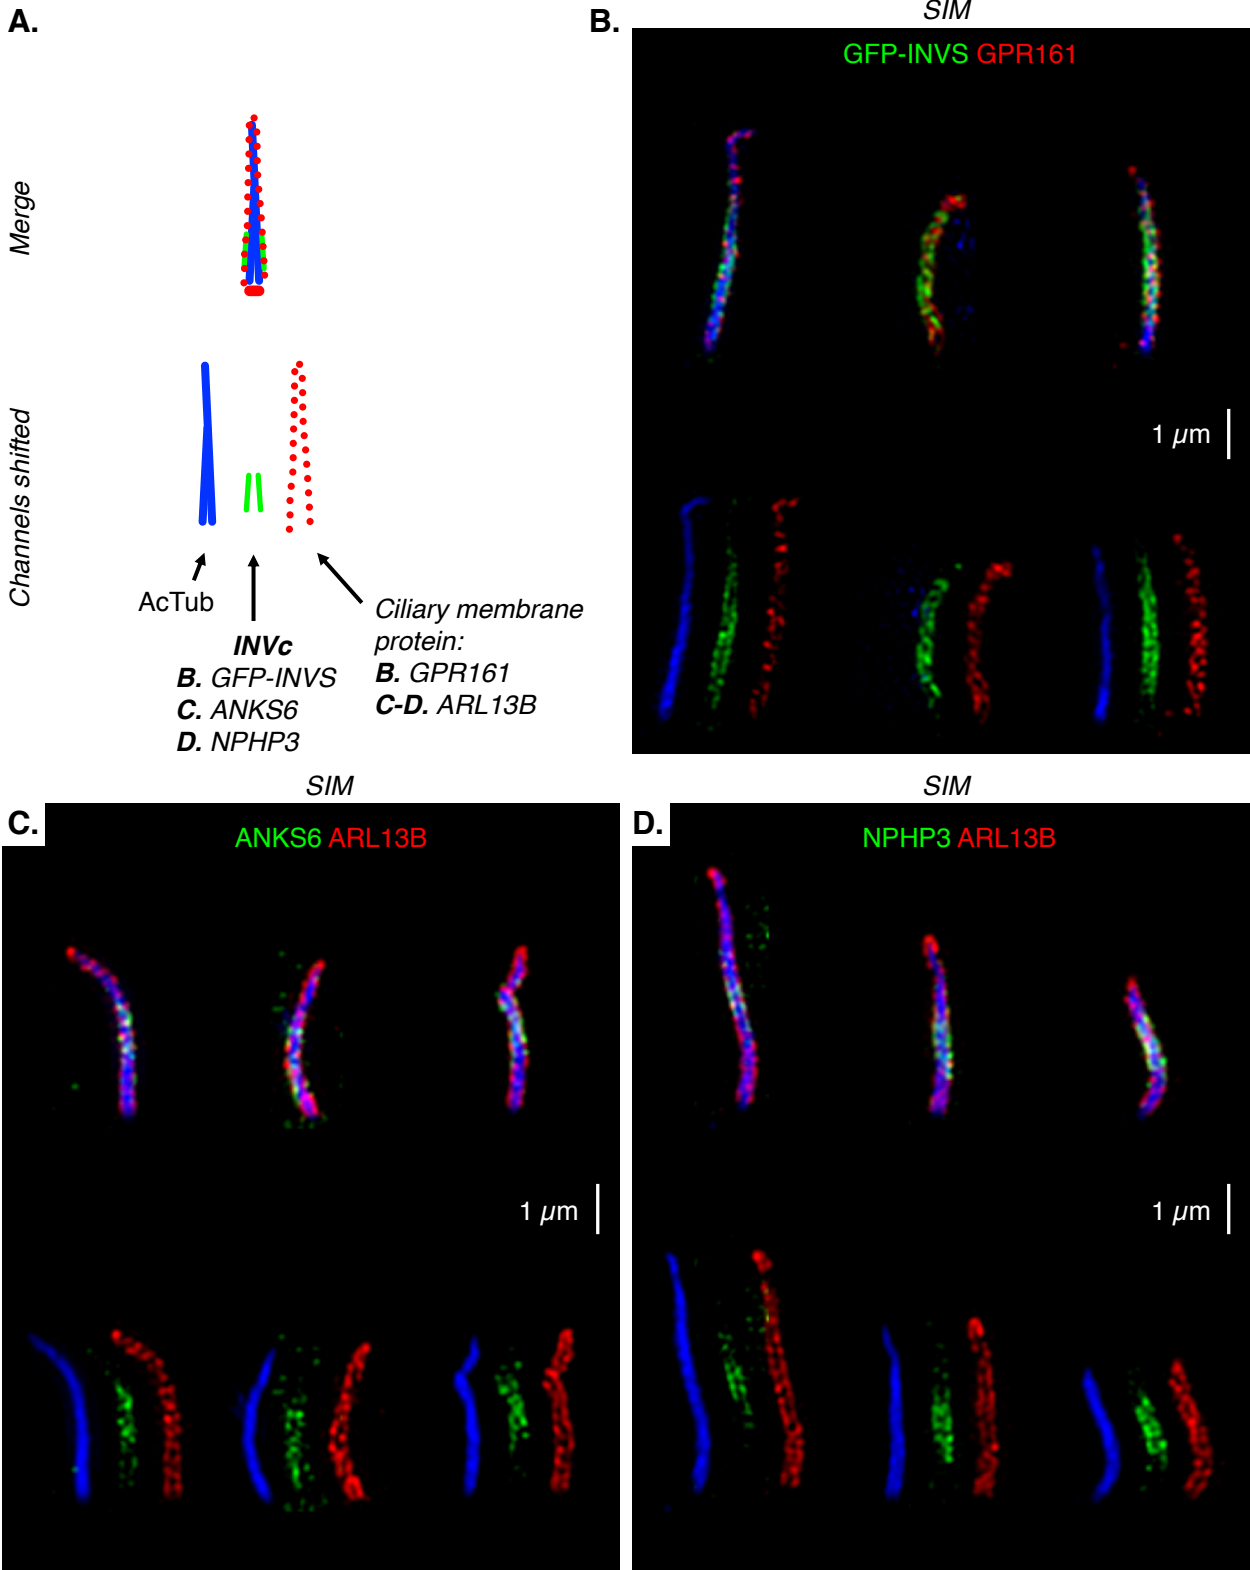 A.
Merge
Channels shifted
AcTub
INVc
B. GFP-INVS
C. ANKS6
D. NPHP3
Ciliary membrane
protein:
B. GPR161
C-D. ARL13B
B.
SIM
GFP-INVS GPR161
1 µm
C.
SIM
ANKS6 ARL13B
1 µm
D.
SIM
NPHP3 ARL13B
1 µm